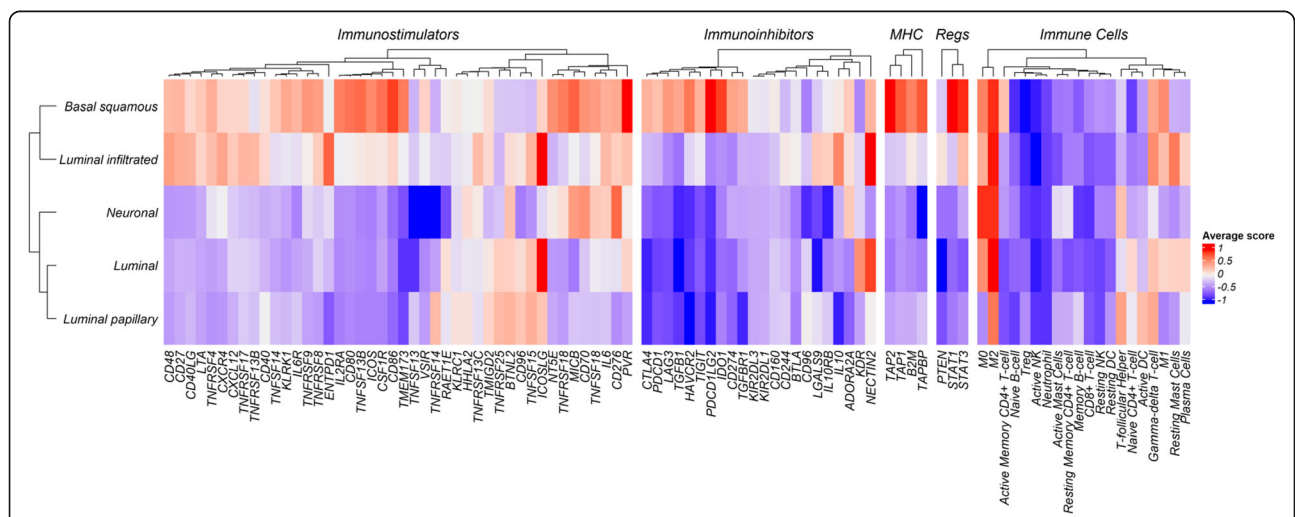 Immunostimulators
Immunoinhibitors
MHC
Regs
Immune Cells
Basal squamous
Luminal infiltrated
Neuronal
Luminal
Luminal papillary
Average score
1
0.5
0
-0.5
-1
CD48
CD27
CD40LG
LTA
TNFRSF4
CXCR4
CXCL12
TNFRSF17
TNFRSF13B
CD40
TNFSF14
KLRK1
IL6R
TNFRSF9
TNFRSF8
ENTPD1
IL2RA
CD80
TNFSF13B
ICOS
CSF1R
CD86
CD28
TMEM173
TNFSF13
VSIR
TNFRSF14
RAET1E
KLRC1
HHLA2
TNFRSF13C
TMIGD2
TNFRSF25
BTNL2
CD96
TNFSF15
ICOSLG
NT5E
TNFRSF18
MICB
CD70
TNFSF18
IL6
CD276
PVR
CTLA4
PDCD1
LAG3
TGFB1
HAVCR2
TIGIT
PDCD1LG2
IDO1
CD274
TGFBR1
KIR2DL3
KIR2DL1
CD160
CD244
BTLA
CD96
LGALS9
IL10RB
IL10
ADORA2A
KDR
NECTIN2
TAP2
TAP1
B2M
TAPBP
PTEN
STAT1
STAT3
M0
M2
Active Memory CD4+ T-cell
Naive B-cell
Treg
Active NK
Neutrophil
Active Mast Cells
Resting Memory CD4+ T-cell
Memory B-cell
CD8+ T-cell
Resting NK
Resting DC
T-follicular Helper
Naive CD4+ T-cell
Active DC
Gamma-delta T-cell
M1
Resting Mast Cells
Plasma Cells